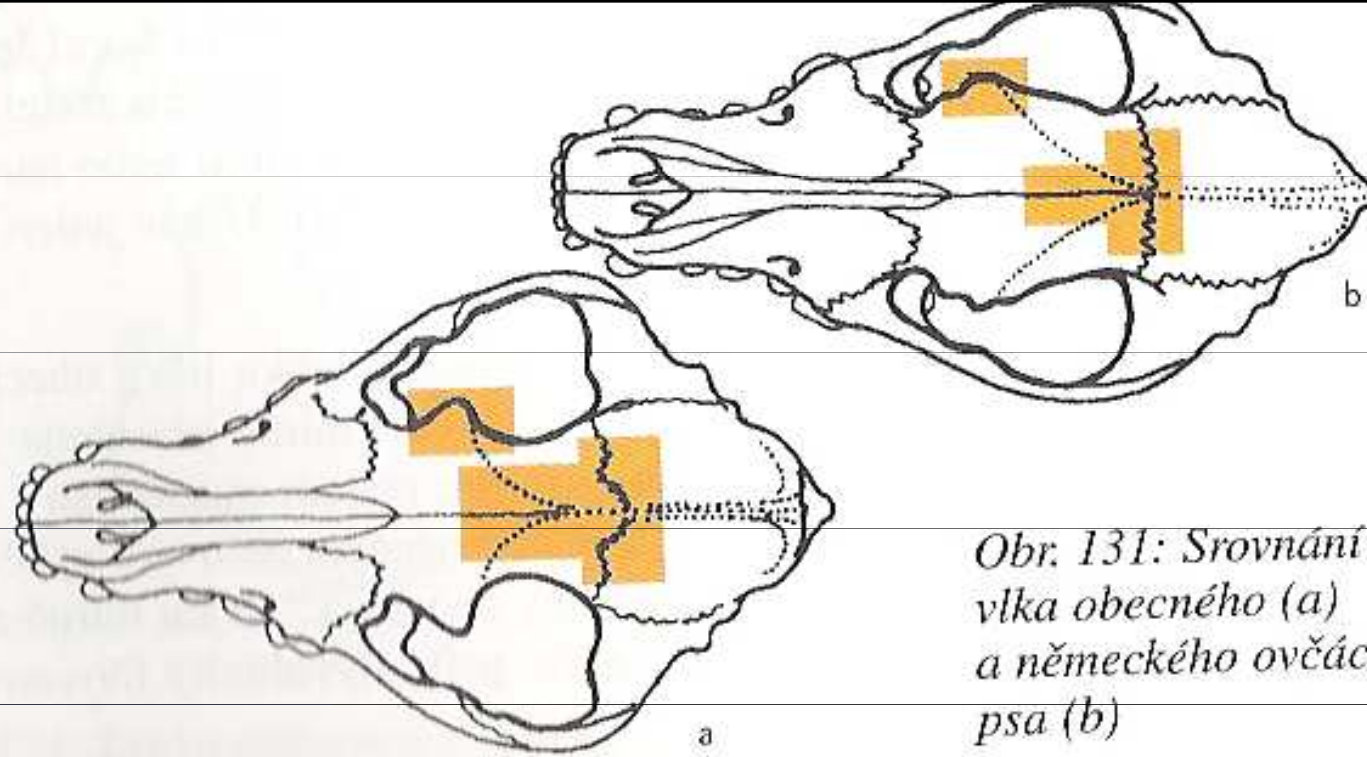 b
a
Obr. 131: Srovnání
vlka obecného (a)
a německého ovčác
psa (b)